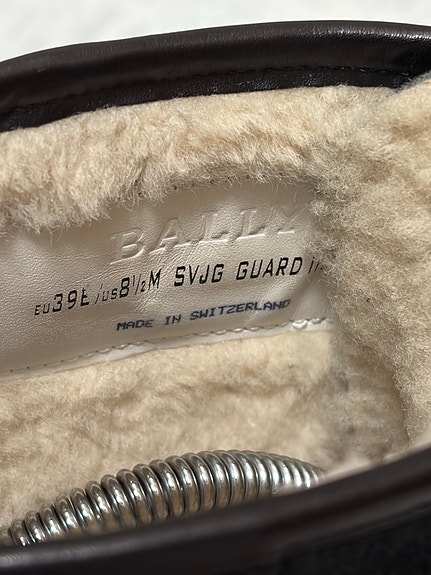 BALLY
EU39E/US8½M SVJG GUARD
MADE IN SWITZERLAND